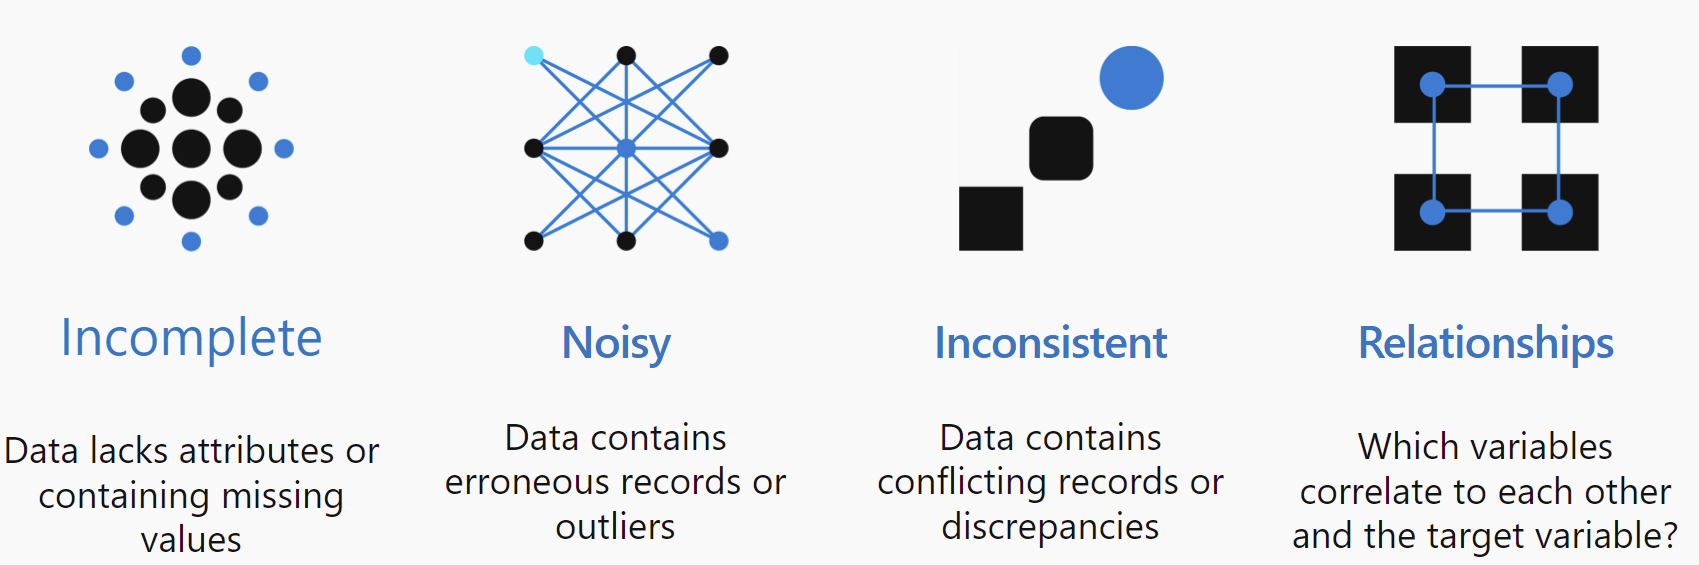 Incomplete
Data lacks attributes or
containing missing
values
Noisy
Data contains
erroneous records or
outliers
Inconsistent
Data contains
conflicting records or
discrepancies
Relationships
Which variables
correlate to each other
and the target variable?